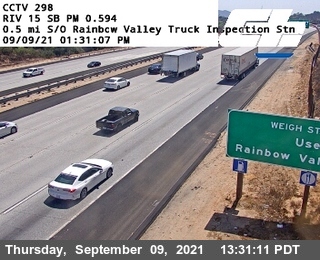 CCTV 298
RIV 15 SB PM 0.594
0.5 mi S/O Rainbow Valley Truck Inspection Stn
09/09/21 01:31:07 PM
WEIGH ST
Use
Rainbow Val
Thursday, September 09, 2021 13:31:11 PDT